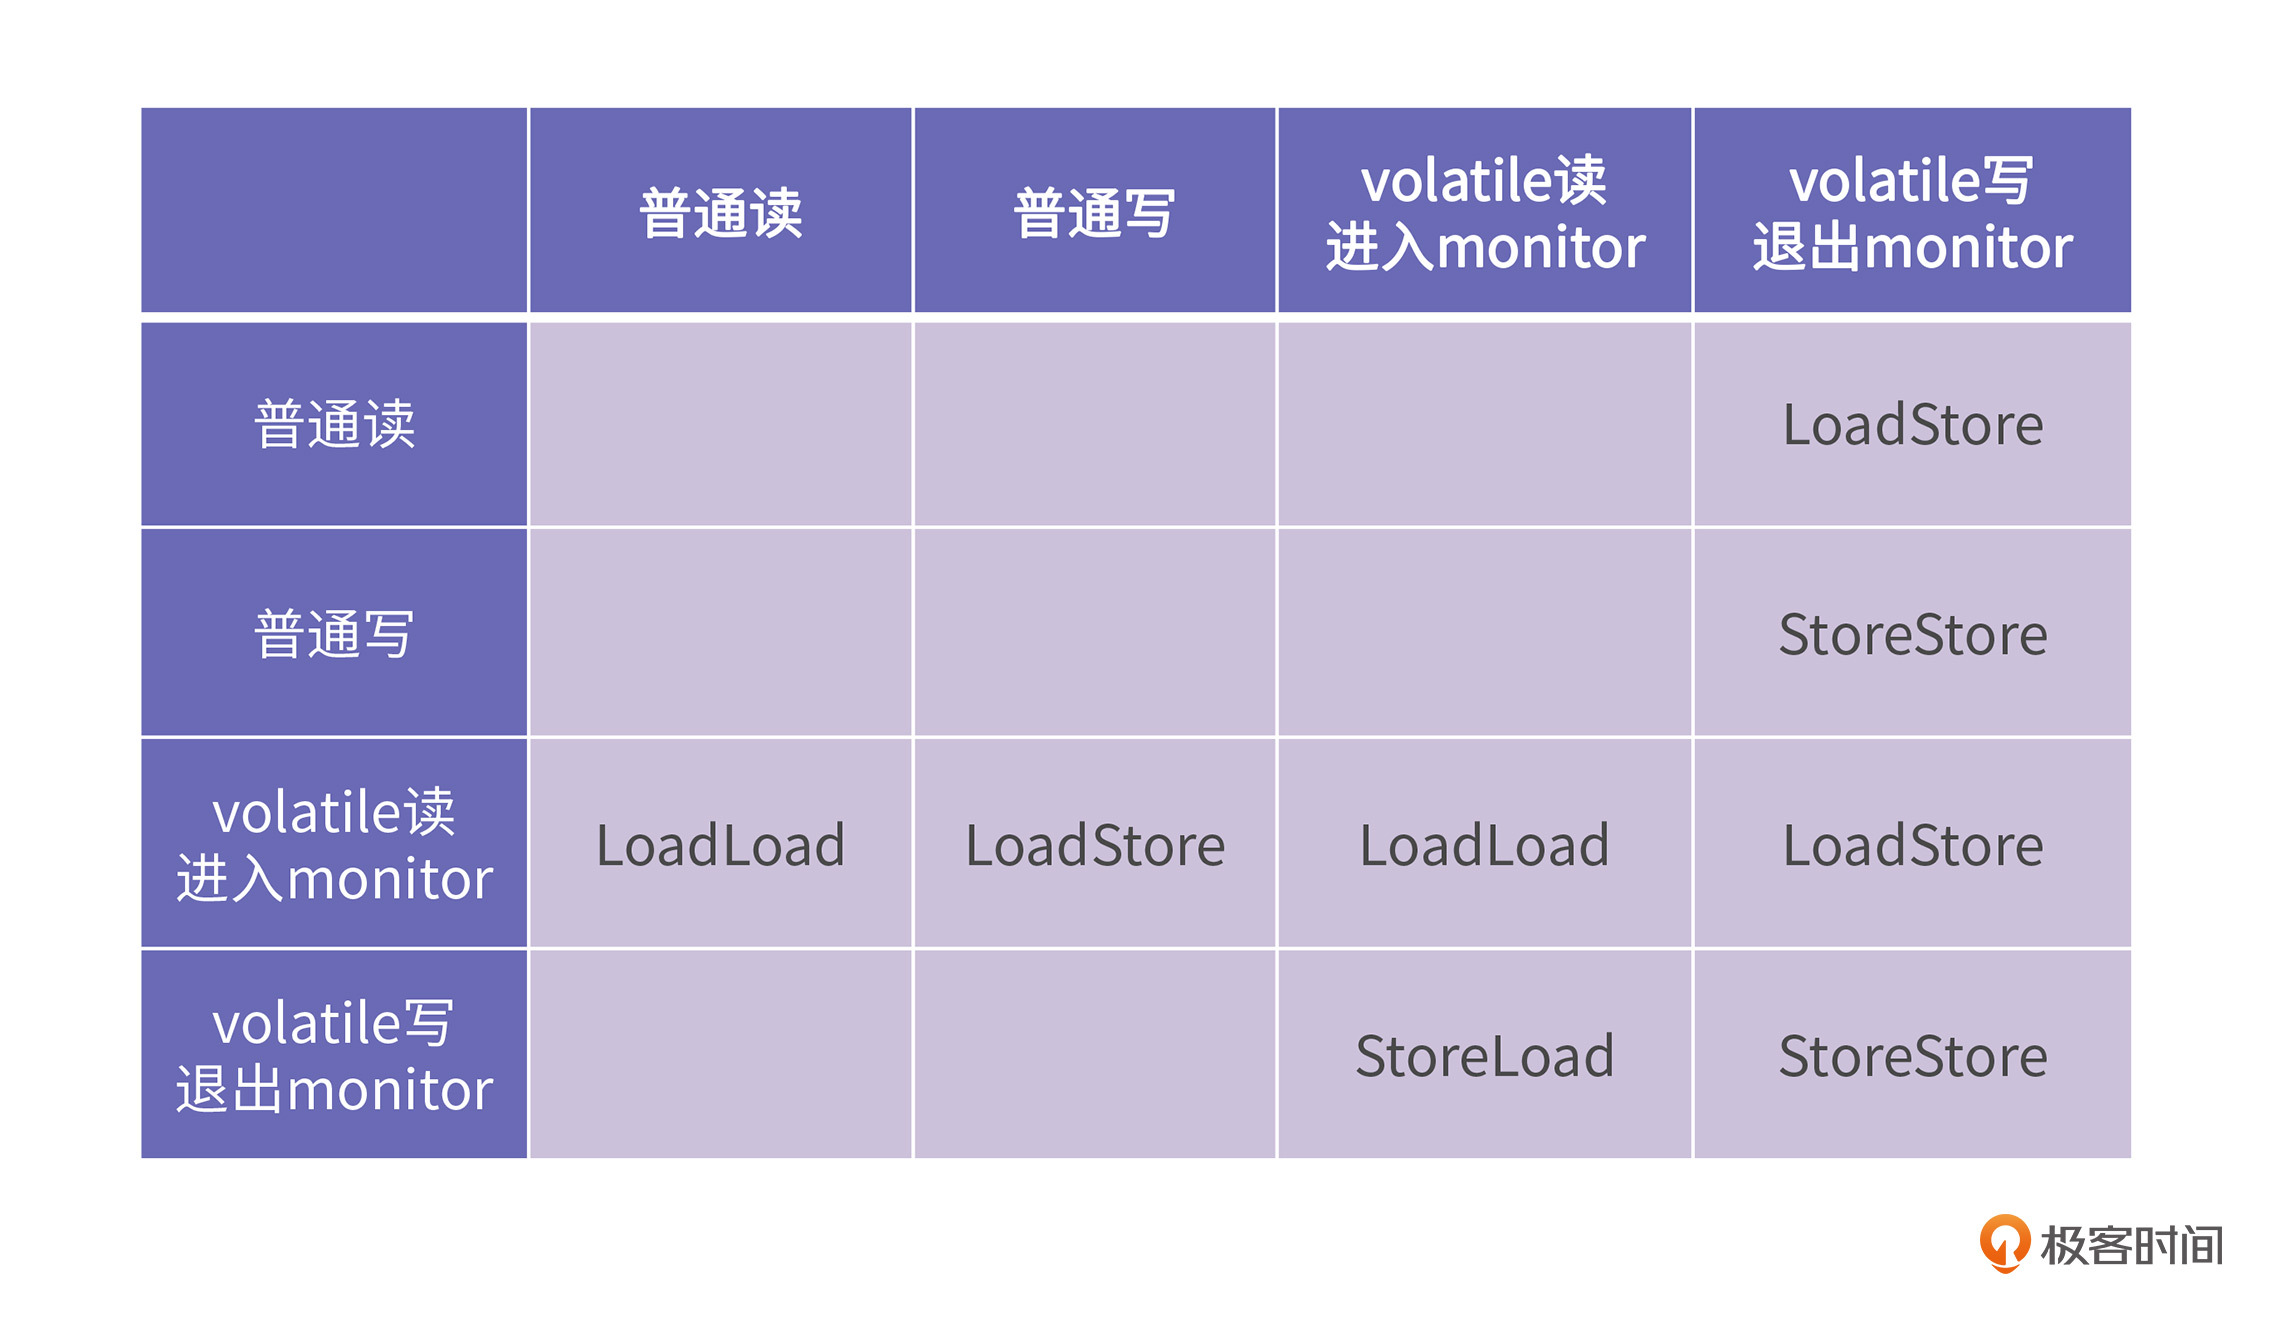 普通读
普通写
volatile读
进入monitor
volatile写
退出monitor
普通读
LoadStore
普通写
StoreStore
volatile读
进入monitor
LoadLoad
LoadStore
LoadLoad
LoadStore
volatile写
退出monitor
StoreLoad
StoreStore
极客时间